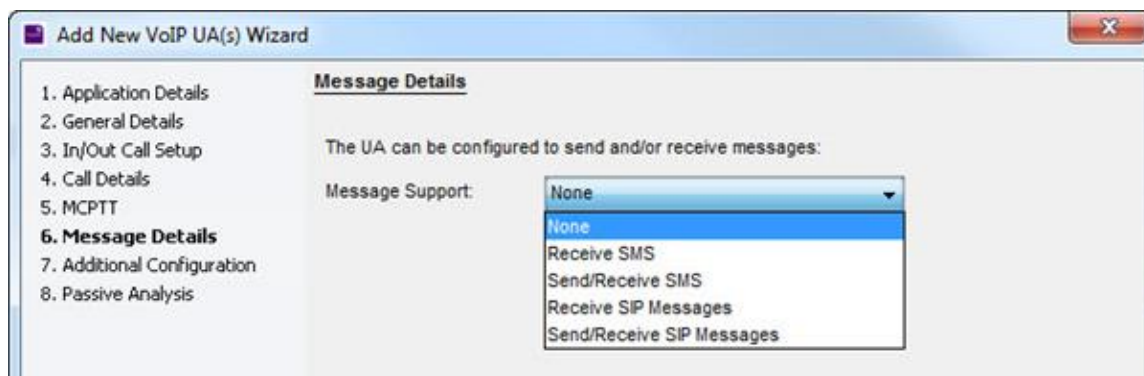 Add New VoIP UA(s) Wizard
1. Application Details
2. General Details
3. In/Out Call Setup
4. Call Details
5. MCPTT
6. Message Details
7. Additional Configuration
8. Passive Analysis
Message Details
The UA can be configured to send and/or receive messages:
Message Support: None
None
Receive SMS
Send/Receive SMS
Receive SIP Messages
Send/Receive SIP Messages